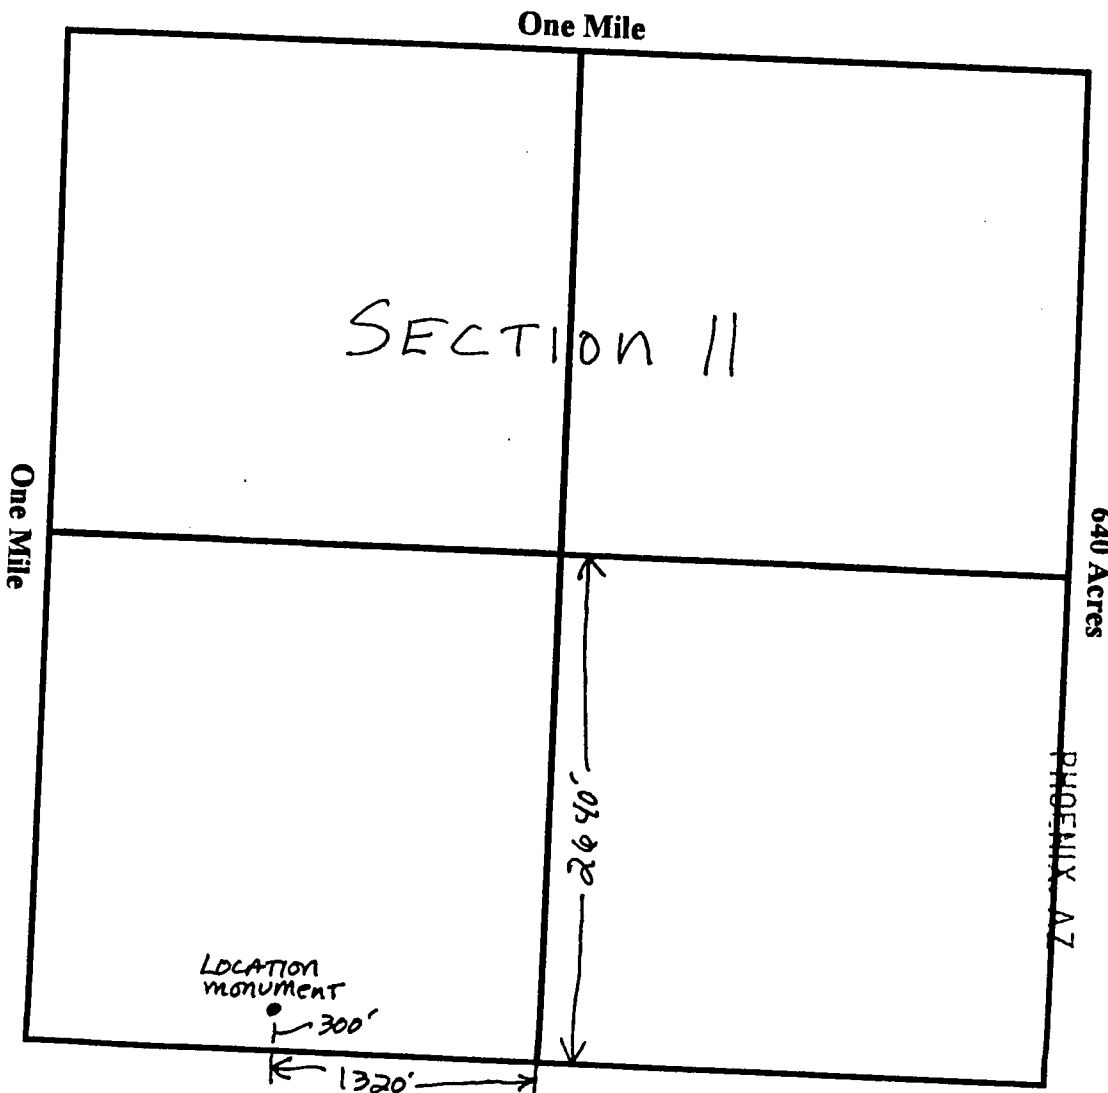 One Mile
SECTION 11
One Mile
640 Acres
PHOENIX, AZ
2640'
LOCATION
MONUMENT
300'
1320'